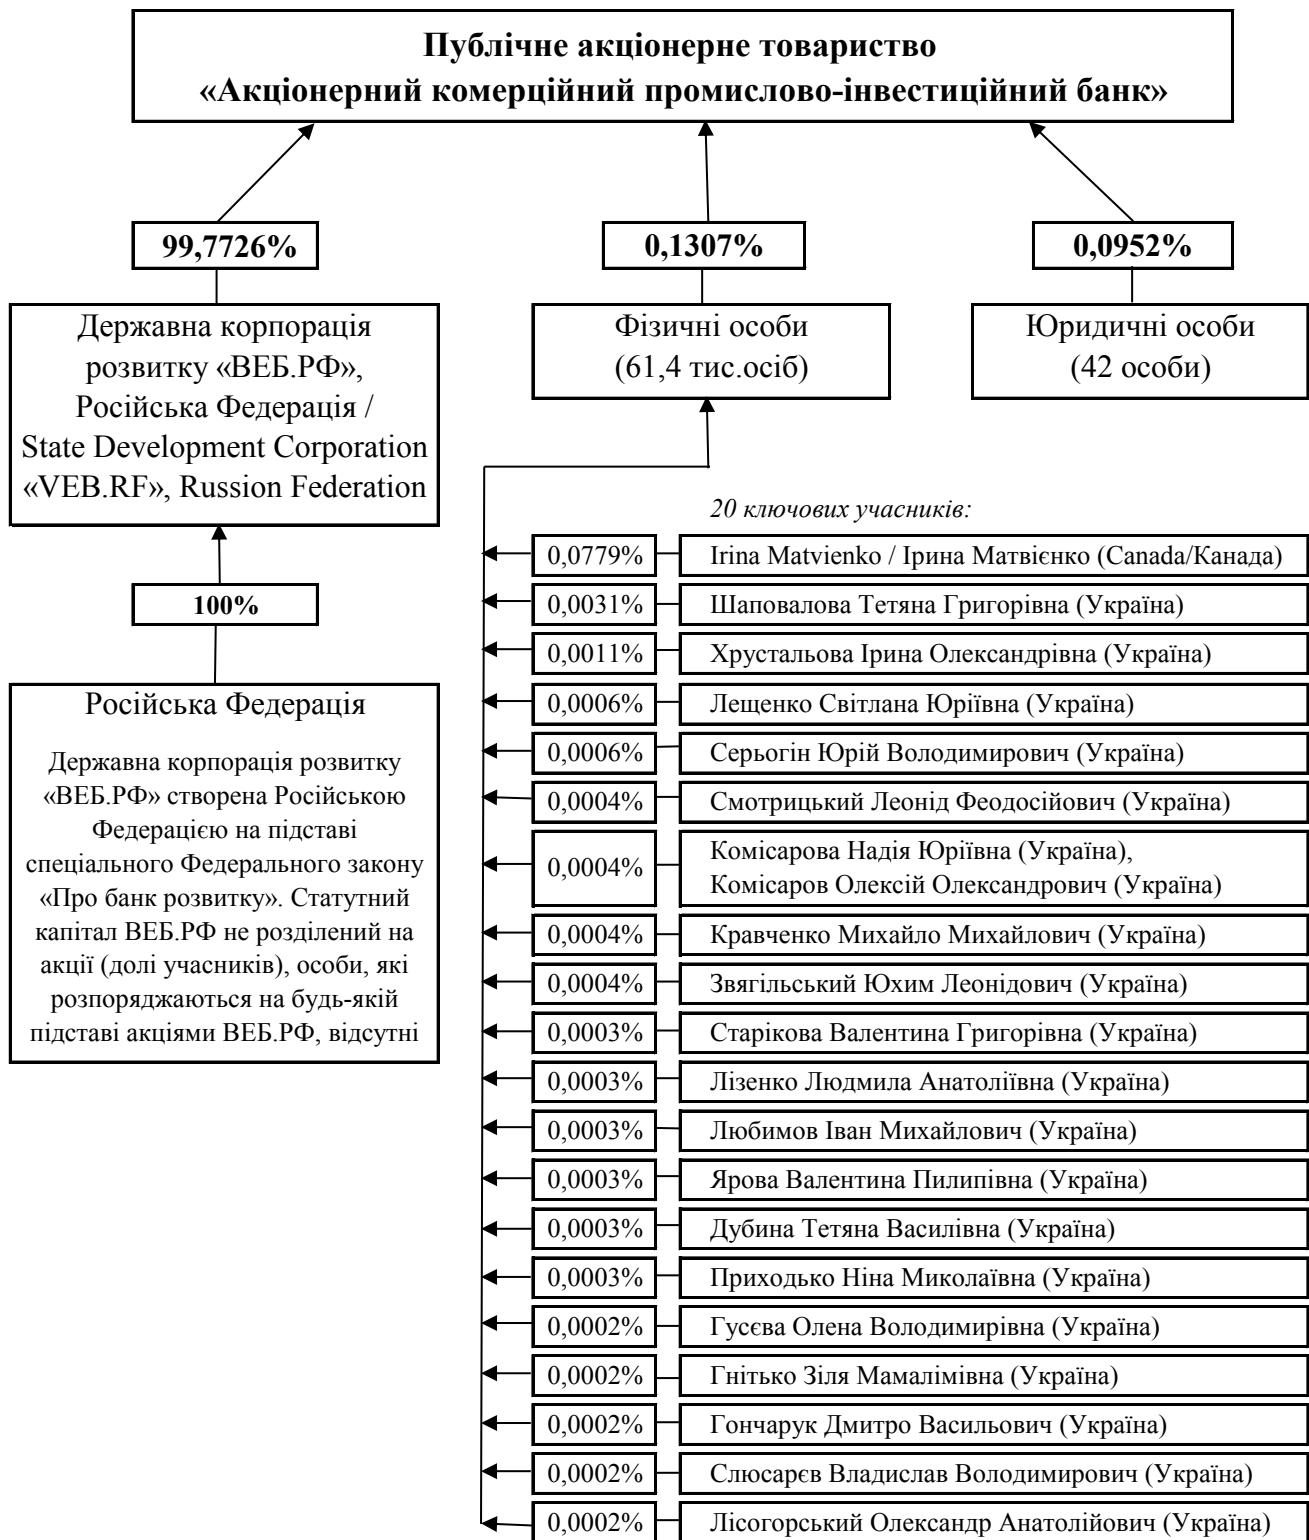 Публічне акціонерне товариство
«Акціонерний комерційний промислово-інвестиційний банк»
99,7726%
0,1307%
0,0952%
Державна корпорація
розвитку «ВЕБ.РФ»,
Російська Федерація /
State Development Corporation
«VEB.RF», Russion Federation
Фізичні особи
(61,4 тис.осіб)
Юридичні особи
(42 особи)
100%
Російська Федерація
Державна корпорація розвитку
«ВЕБ.РФ» створена Російською
Федерацією на підставі
спеціального Федерального закону
«Про банк розвитку». Статутний
капітал ВЕБ.РФ не розділений на
акції (долі учасників), особи, які
розпоряджаються на будь-якій
підставі акціями ВЕБ.РФ, відсутні
20 ключових учасників:
0,0779% Irina Matvienko / Ірина Матвієнко (Canada/Канада)
0,0031% Шаповалова Тетяна Григорівна (Україна)
0,0011% Хрустальова Ірина Олександрівна (Україна)
0,0006% Лещенко Світлана Юріївна (Україна)
0,0006% Серьогін Юрій Володимирович (Україна)
0,0004% Смотрицький Леонід Феодосійович (Україна)
0,0004% Комісарова Надія Юріївна (Україна),
Комісаров Олексій Олександрович (Україна)
0,0004% Кравченко Михайло Михайлович (Україна)
0,0004% Звягільський Юхим Леонідович (Україна)
0,0003% Старікова Валентина Григорівна (Україна)
0,0003% Лізенко Людмила Анатоліївна (Україна)
0,0003% Любимов Іван Михайлович (Україна)
0,0003% Ярова Валентина Пилипівна (Україна)
0,0003% Дубина Тетяна Василівна (Україна)
0,0003% Приходько Ніна Миколаївна (Україна)
0,0002% Гусєва Олена Володимирівна (Україна)
0,0002% Гнітько Зіля Мамалімівна (Україна)
0,0002% Гончарук Дмитро Васильович (Україна)
0,0002% Слюсарєв Владислав Володимирович (Україна)
0,0002% Лісогорський Олександр Анатолійович (Україна)